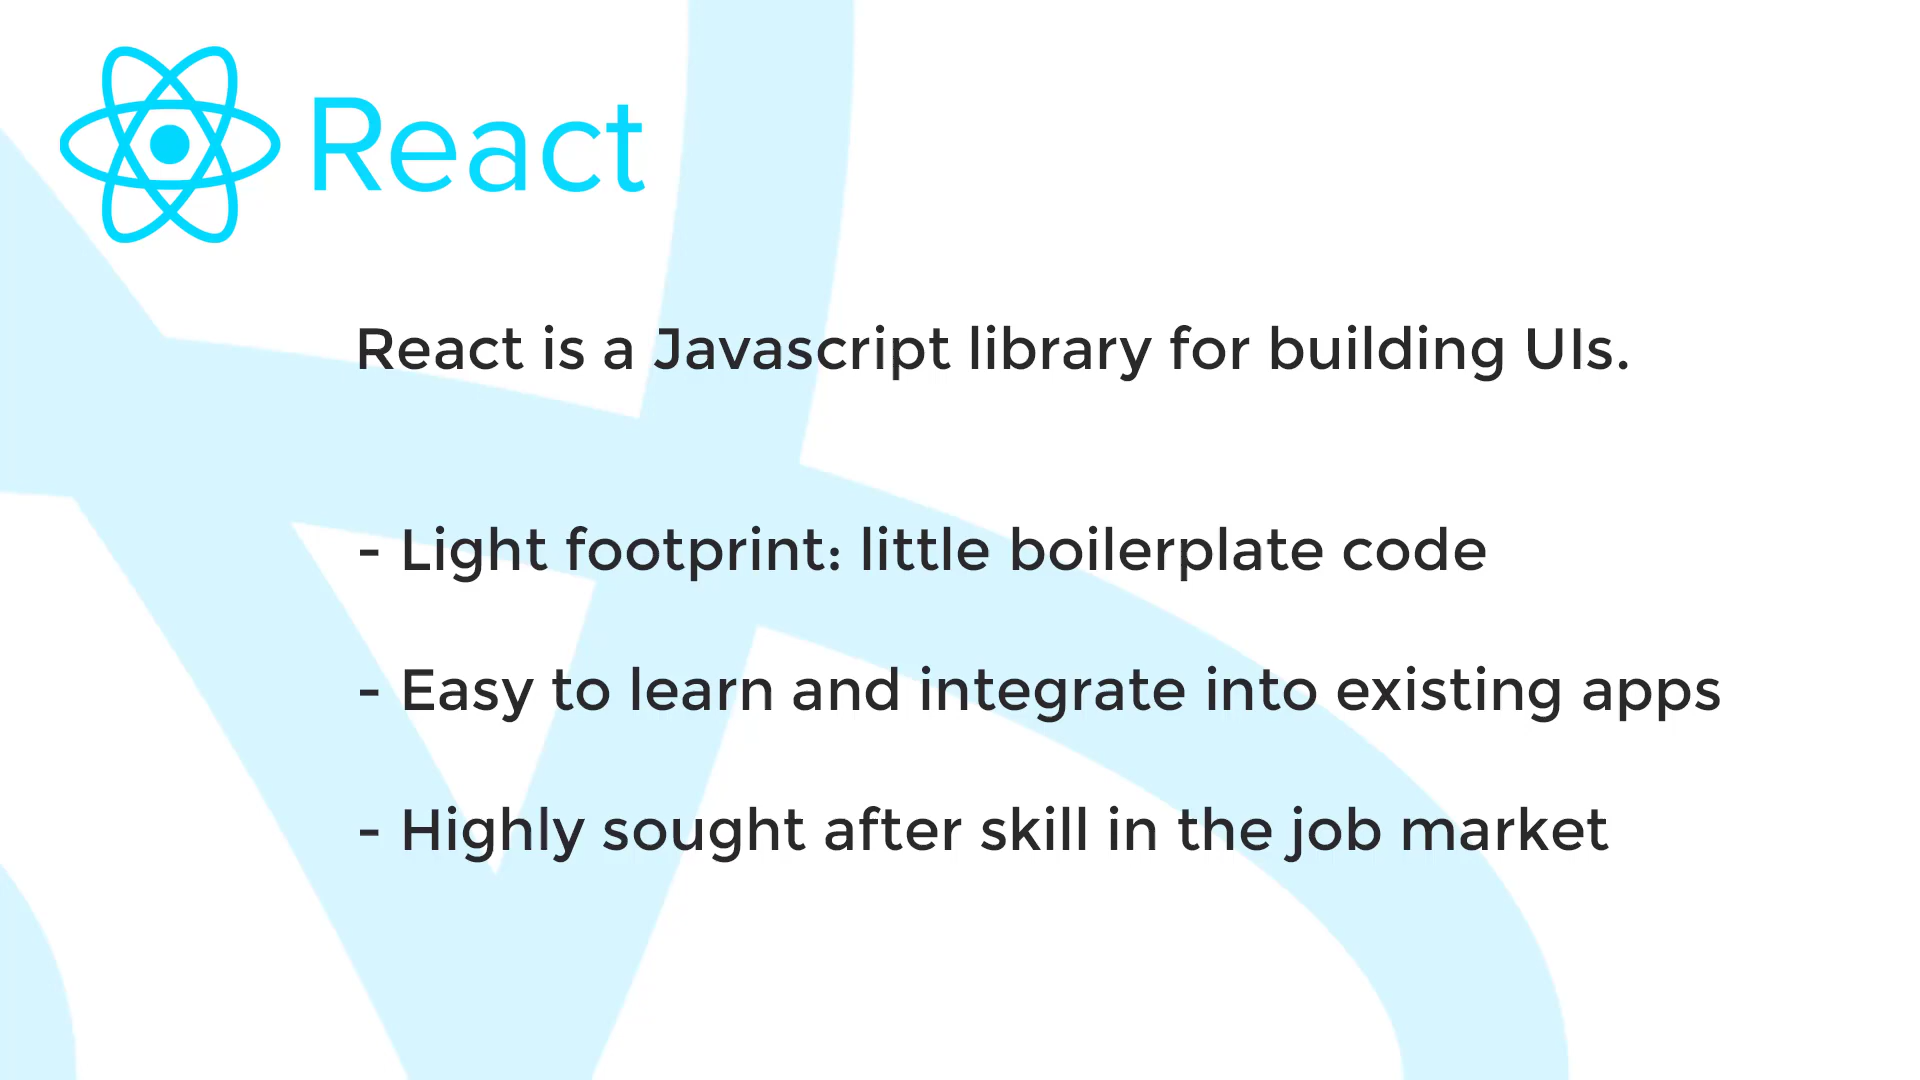 React
React is a Javascript library for building UIs.
- Light footprint: little boilerplate code
- Easy to learn and integrate into existing apps
- Highly sought after skill in the job market